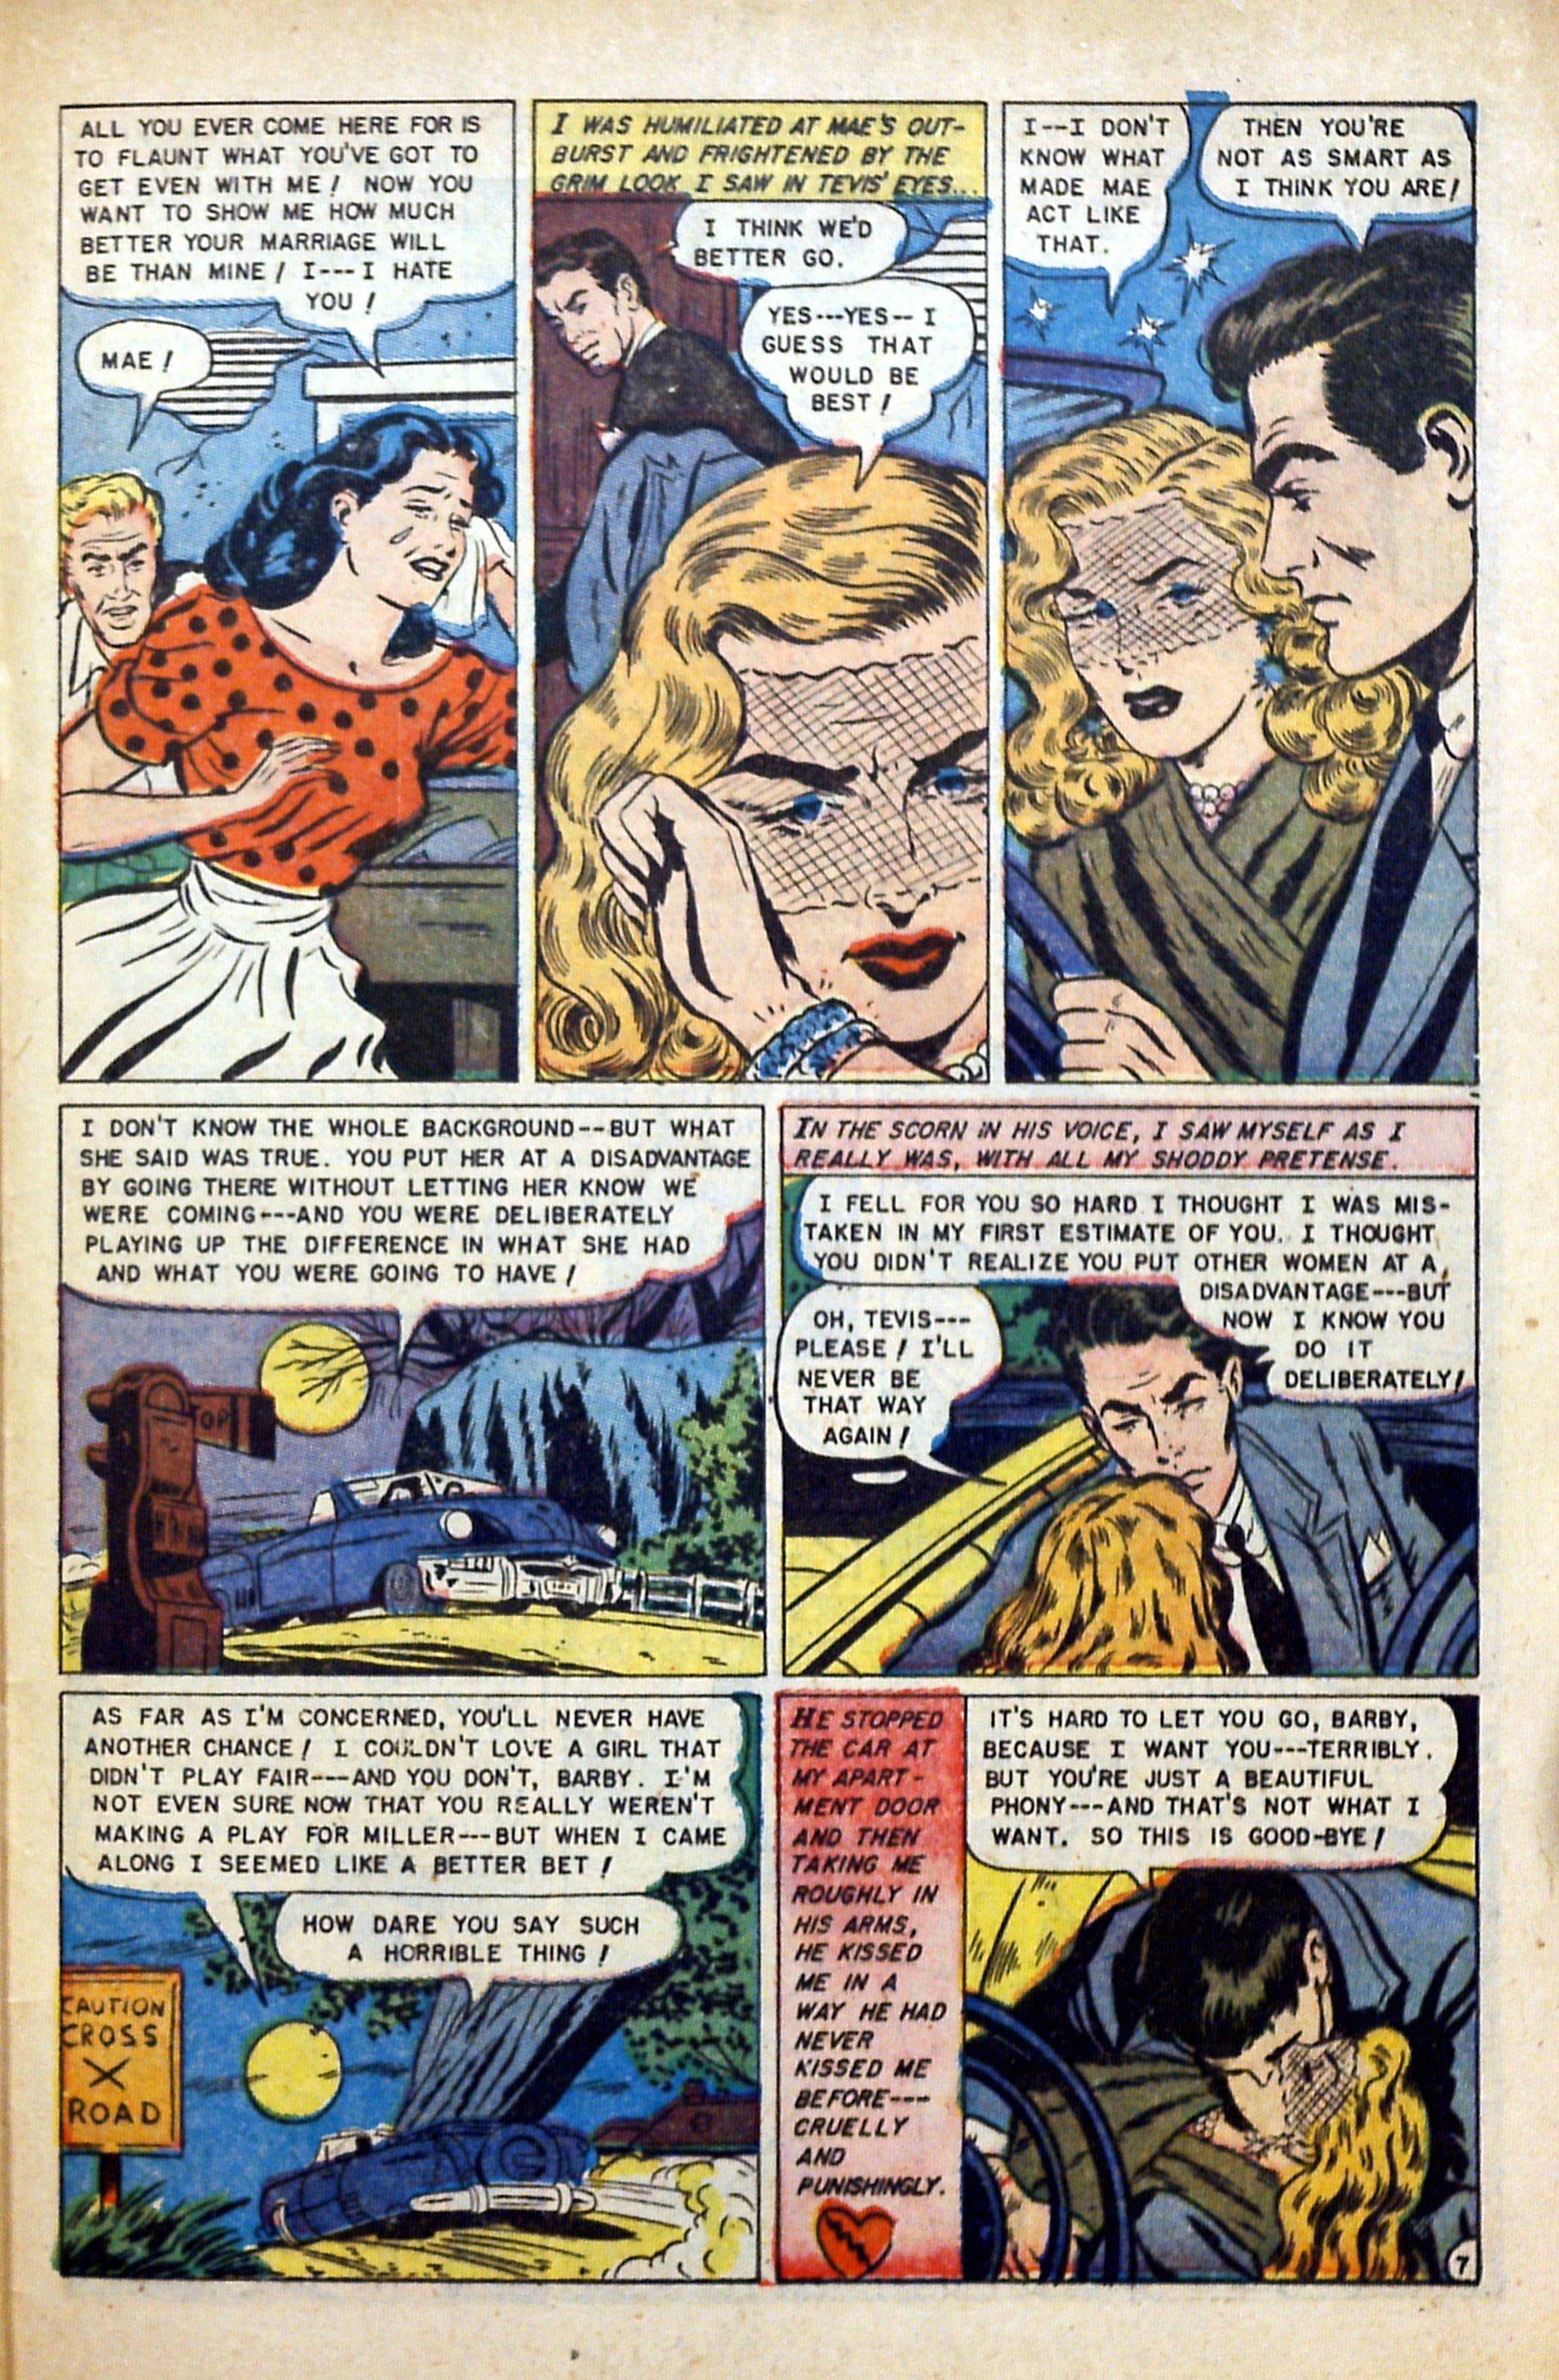 ALL YOU EVER COME HERE FOR IS
TO FLAUNT WHAT YOU'VE GOT TO
GET EVEN WITH ME! NOW YOU
WANT TO SHOW ME HOW MUCH
BETTER YOUR MARRIAGE WILL
BE THAN MINE! I---I HATE
YOU!
MAE!
I WAS HUMILIATED AT MAE'S OUT-
BURST AND FRIGHTENED BY THE
GRIM LOOK I SAW IN TEVIS' EYES...
I THINK WE'D
BETTER GO.
YES---YES--I
GUESS THAT
WOULD BE
BEST!
I--I DON'T
KNOW WHAT
MADE MAE
ACT LIKE
THAT.
THEN YOU'RE
NOT AS SMART AS
I THINK YOU ARE!
I DON'T KNOW THE WHOLE BACKGROUND--BUT WHAT
SHE SAID WAS TRUE. YOU PUT HER AT A DISADVANTAGE
BY GOING THERE WITHOUT LETTING HER KNOW WE
WERE COMING---AND YOU WERE DELIBERATELY
PLAYING UP THE DIFFERENCE IN WHAT SHE HAD
AND WHAT YOU WERE GOING TO HAVE!
TOP
IN THE SCORN IN HIS VOICE, I SAW MYSELF AS I
REALLY WAS, WITH ALL MY SHODDY PRETENSE.
I FELL FOR YOU SO HARD I THOUGHT I WAS MIS-
TAKEN IN MY FIRST ESTIMATE OF YOU. I THOUGHT
YOU DIDN'T REALIZE YOU PUT OTHER WOMEN AT A
DISADVANTAGE---BUT
NOW I KNOW YOU
DO IT
DELIBERATELY!
OH, TEVIS---
PLEASE! I'LL
NEVER BE
THAT WAY
AGAIN!
AS FAR AS I'M CONCERNED, YOU'LL NEVER HAVE
ANOTHER CHANCE! I COULDN'T LOVE A GIRL THAT
DIDN'T PLAY FAIR---AND YOU DON'T, BARBY. I'M
NOT EVEN SURE NOW THAT YOU REALLY WEREN'T
MAKING A PLAY FOR MILLER---BUT WHEN I CAME
ALONG I SEEMED LIKE A BETTER BET!
HOW DARE YOU SAY SUCH
A HORRIBLE THING!
CAUTION
CROSS
X
ROAD
HE STOPPED
THE CAR AT
MY APART-
MENT DOOR
AND THEN
TAKING ME
ROUGHLY IN
HIS ARMS,
HE KISSED
ME IN A
WAY HE HAD
NEVER
KISSED ME
BEFORE---
CRUELLY
AND
PUNISHINGLY.
IT'S HARD TO LET YOU GO, BARBY,
BECAUSE I WANT YOU---TERRIBLY.
BUT YOU'RE JUST A BEAUTIFUL
PHONY---AND THAT'S NOT WHAT I
WANT. SO THIS IS GOOD-BYE!
7